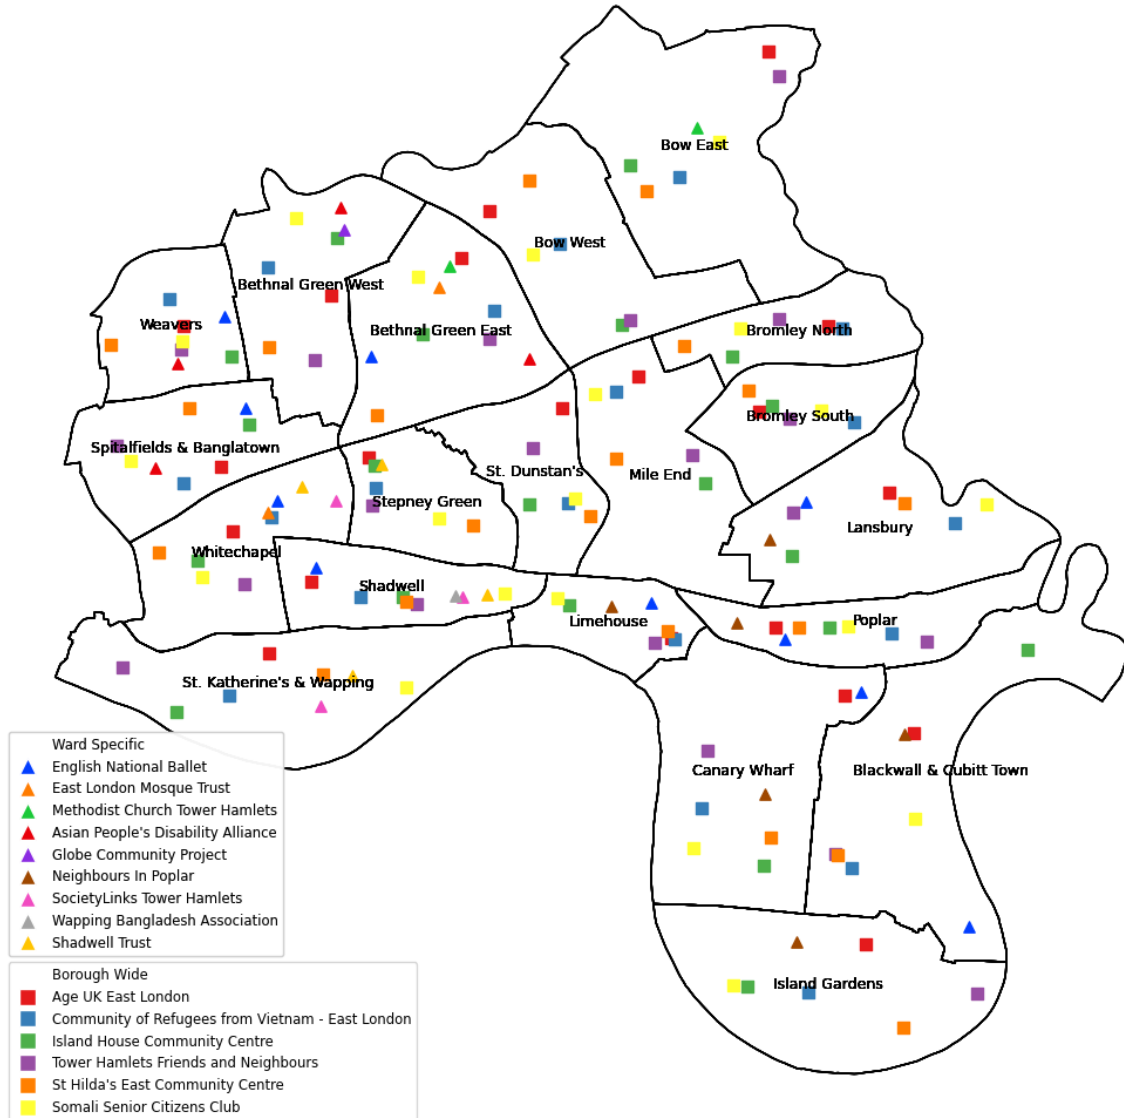 Bow East
Bow West
Bethnal Green West
Weavers
Bethnal Green East
Bromley North
Bromley South
Spitalfields & Banglatown
St. Dunstan's
Mile End
Stepney Green
Lansbury
Whitechapel
Shadwell
Limehouse
Poplar
St. Katherine's & Wapping
Canary Wharf
Blackwall & Cubitt Town
Island Gardens
Ward Specific
English National Ballet
East London Mosque Trust
Methodist Church Tower Hamlets
Asian People's Disability Alliance
Globe Community Project
Neighbours In Poplar
SocietyLinks Tower Hamlets
Wapping Bangladesh Association
Shadwell Trust
Borough Wide
Age UK East London
Community of Refugees from Vietnam - East London
Island House Community Centre
Tower Hamlets Friends and Neighbours
St Hilda's East Community Centre
Somali Senior Citizens Club